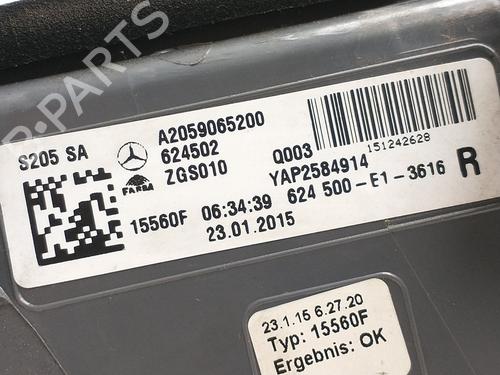 -PARTS
S205 SA
A2059065200
624502
ZGS010
FARBA
Q003
151242628
YAP2584914
624 500-E1-3616
R
15560F
06:34:39
23.01.2015
23.1.15 6.27.20
Typ: 15560F
Ergebnis: OK